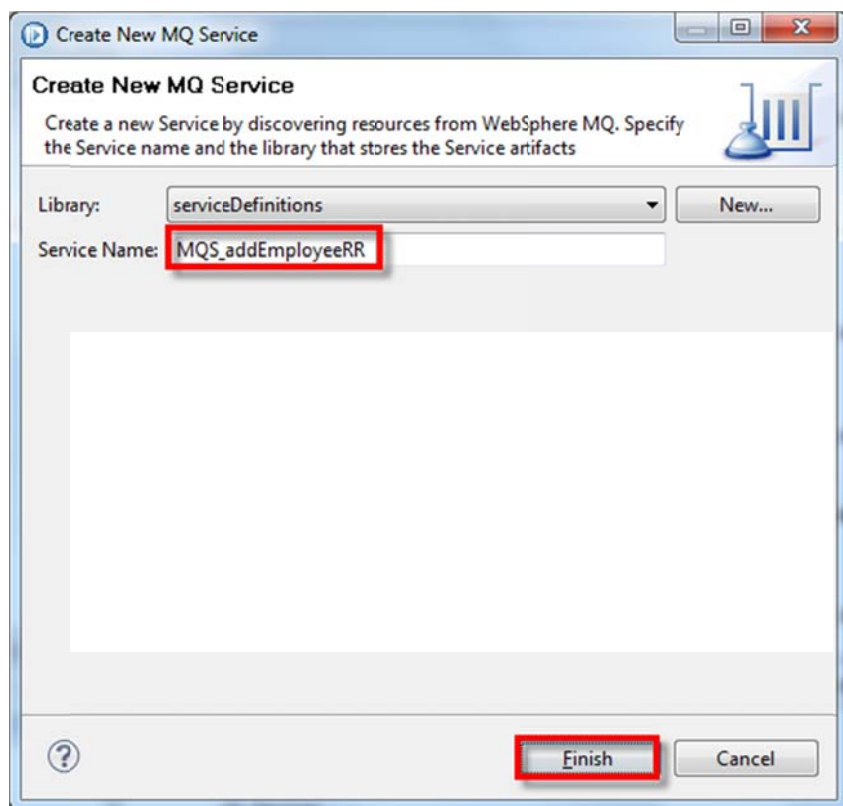 Create New MQ Service
Create New MQ Service
Create a new Service by discovering resources from WebSphere MQ. Specify
the Service name and the library that stores the Service artifacts
Library: serviceDefinitions New...
Service Name: MQS_addEmployeeRR
? Finish Cancel